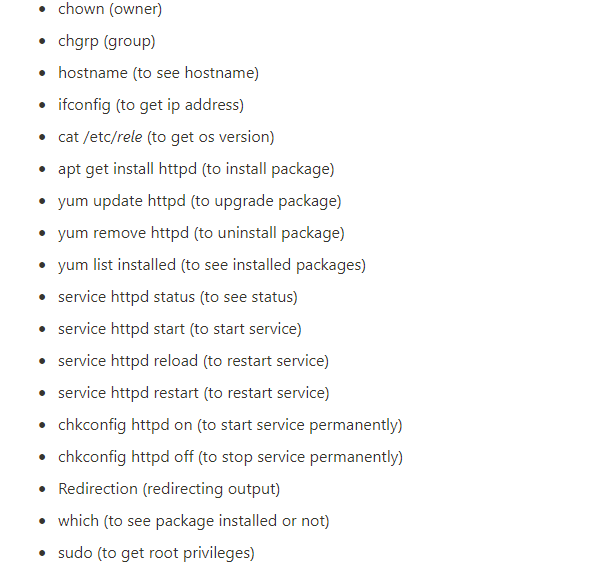 chown (owner)
chgrp (group)
hostname (to see hostname)
ifconfig (to get ip address)
cat /etc/rele (to get os version)
apt get install httpd (to install package)
yum update httpd (to upgrade package)
yum remove httpd (to uninstall package)
yum list installed (to see installed packages)
service httpd status (to see status)
service httpd start (to start service)
service httpd reload (to restart service)
service httpd restart (to restart service)
chkconfig httpd on (to start service permanently)
chkconfig httpd off (to stop service permanently)
Redirection (redirecting output)
which (to see package installed or not)
sudo (to get root privileges)